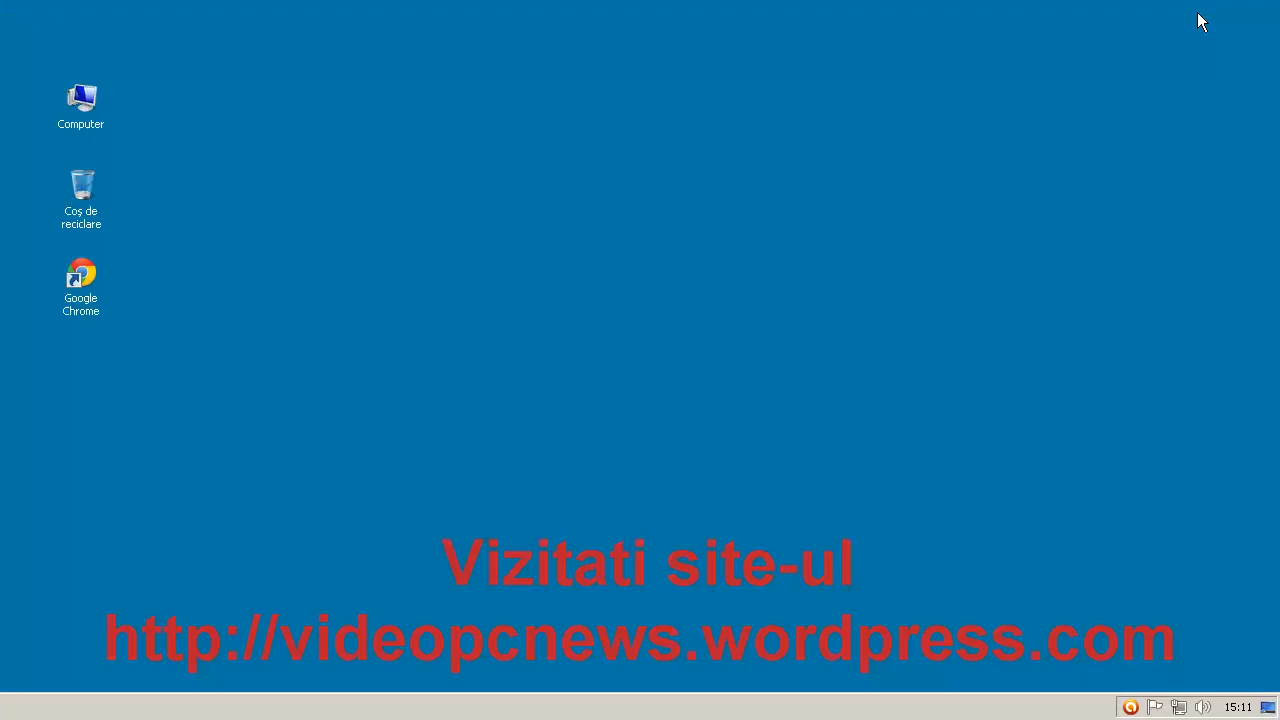 Computer
Coş de
reciclare
Google
Chrome
Vizitati site-ul
http://videopcnews.wordpress.com
15:11